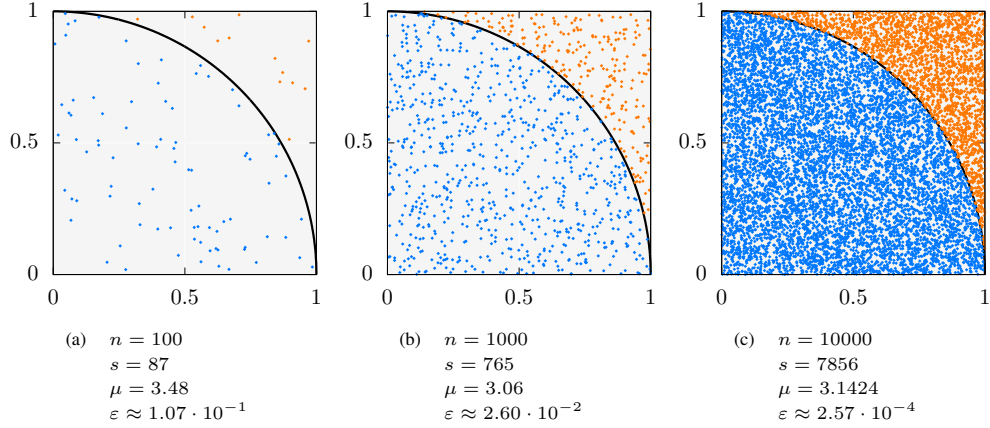 1
0.5
0
0
0.5
1
(a) n = 100
s = 87
μ = 3.48
ε ≈ 1.07 · 10⁻¹
1
0.5
0
0
0.5
1
(b) n = 1000
s = 765
μ = 3.06
ε ≈ 2.60 · 10⁻²
1
0.5
0
0
0.5
1
(c) n = 10000
s = 7856
μ = 3.1424
ε ≈ 2.57 · 10⁻⁴